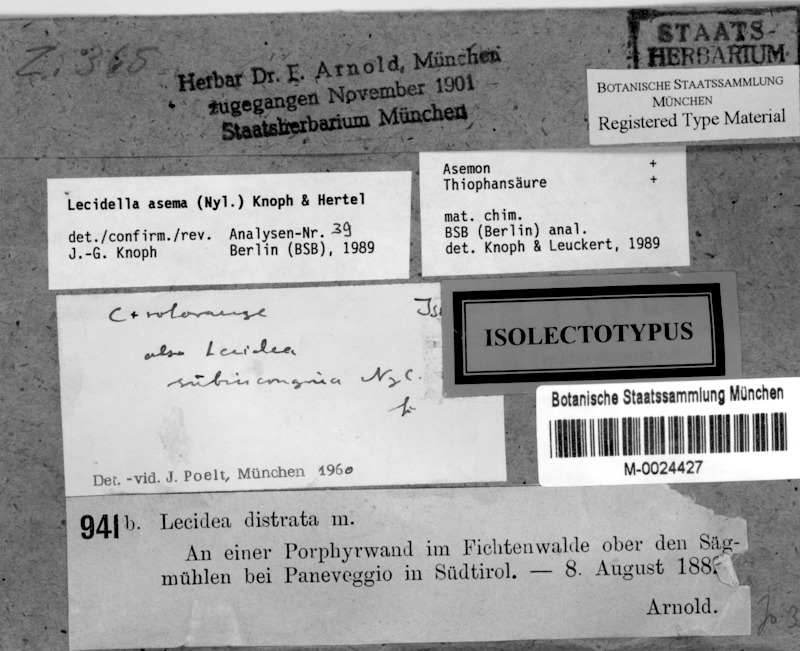 Z. 365
Herbar Dr. F. Arnold, München
zugegangen November 1901
Staatsherbarium München
STAATS-
HERBARIUM
BOTANISCHE STAATSSAMMLUNG
MÜNCHEN
Registered Type Material
Lecidella asema (Nyl.) Knoph & Hertel
det./confirm./rev. Analysen-Nr. 39
J.-G. Knoph Berlin (BSB), 1989
Asemon +
Thiophansäure +
mat. chim.
BSB (Berlin) anal.
det. Knoph & Leuckert, 1989
C+ rotorange
also Lecidea
subincongrua Nyl.
Det. -vid. J. Poelt, München 1960
ISOLECTOTYPUS
Botanische Staatssammlung München
M-0024427
941 b. Lecidea distrata m.
An einer Porphyrwand im Fichtenwalde ober den Säg-
mühlen bei Paneveggio in Südtirol. — 8. August 188
Arnold.